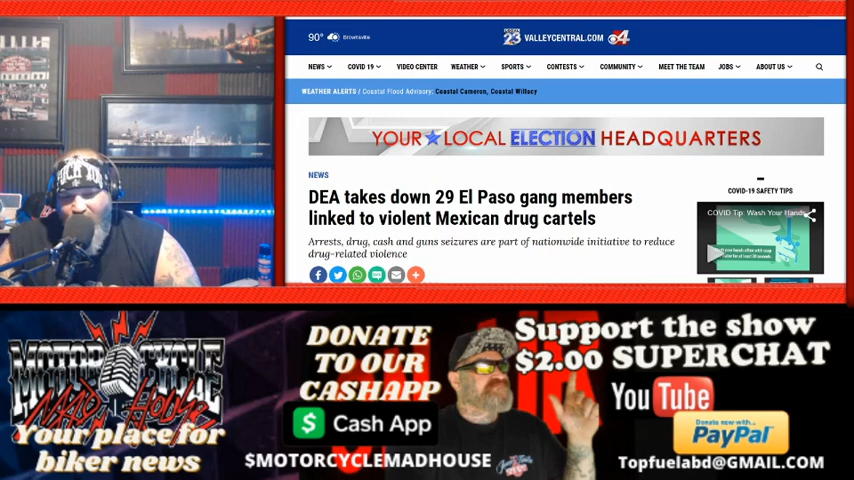 90° Brownsville
23 VALLEYCENTRAL.COM 4
NEWS COVID 19 VIDEO CENTER WEATHER SPORTS CONTESTS COMMUNITY MEET THE TEAM JOBS ABOUT US
WEATHER ALERTS / Coastal Flood Advisory: Coastal Cameron, Coastal Willacy
YOUR LOCAL ELECTION HEADQUARTERS
NEWS
DEA takes down 29 El Paso gang members
linked to violent Mexican drug cartels
Arrests, drug, cash and guns seizures are part of nationwide initiative to reduce
drug-related violence
COVID-19 SAFETY TIPS
COVID Tip: Wash Your Hands
MOTORCYCLE
MAD HOUSE
Your place for
biker news
DONATE
TO OUR
CASHAPP
$ Cash App
$MOTORCYCLEMADHOUSE
Support the show
$2.00 SUPERCHAT
YouTube
Donate now with...
PayPal
Topfuelabd@GMAIL.COM